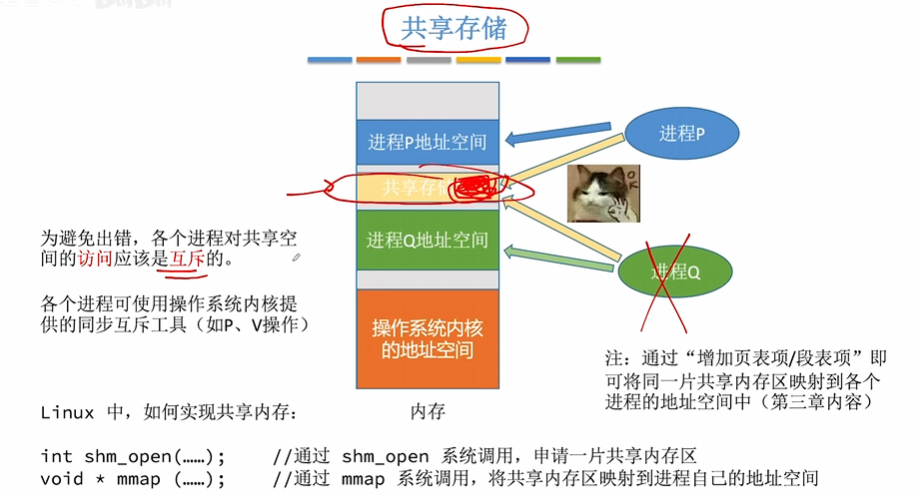 共享存储
进程P地址空间
进程P
共享存储
进程Q地址空间
进程Q
为避免出错，各个进程对共享空
间的访问应该是互斥的。
各个进程可使用操作系统内核提
供的同步互斥工具（如P、V操作）
操作系统内核
的地址空间
注：通过“增加页表项/段表项”即
可将同一片共享内存区映射到各个
进程的地址空间中（第三章内容）
Linux 中，如何实现共享内存：
内存
int shm_open(……); //通过 shm_open 系统调用，申请一片共享内存区
void * mmap (……); //通过 mmap 系统调用，将共享内存区映射到进程自己的地址空间